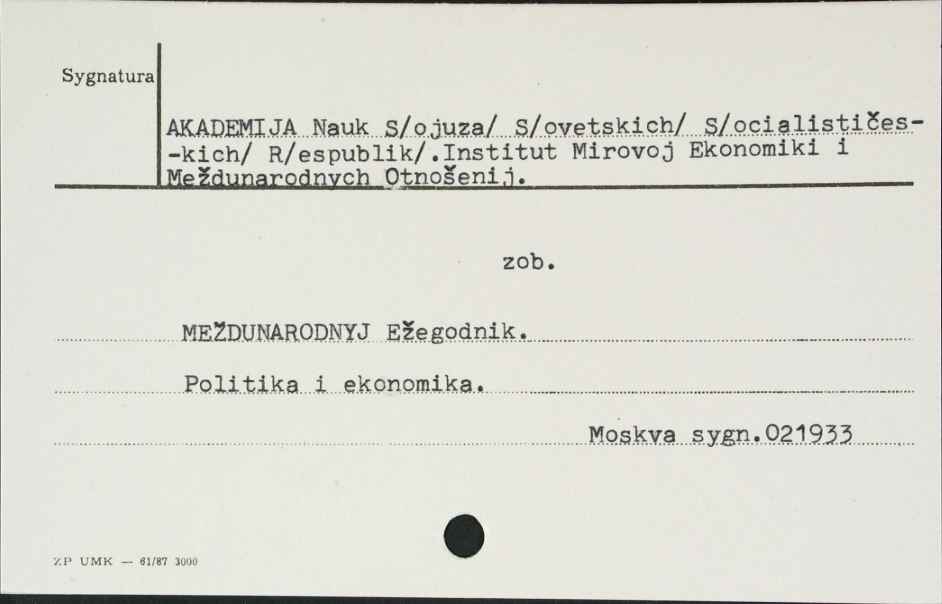 Sygnatura
AKADEMIJA Nauk S/ojuza/ S/ovetskich/ S/ocialističes-
-kich/ R/espublik/.Institut Mirovoj Ekonomiki i
Meždunarodnych Otnošenij.
zob.
MEŽDUNARODNYJ Ežegodnik.
Politika i ekonomika.
Moskva sygn.021933
ZP UMK — 61/87 3000